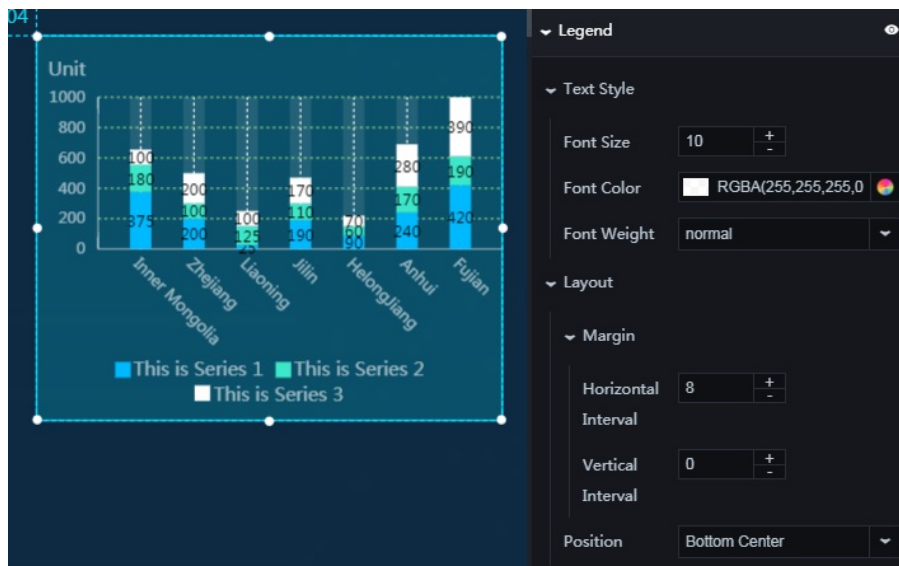 04
Unit
1000
800
600
400
200
0
100
180
375
200
100
200
100
125
25
170
110
190
70
60
90
280
170
240
390
190
420
Inner Mongolia
Zhejiang
Liaoning
Jilin
HelongJiang
Anhui
Fujian
This is Series 1 This is Series 2
This is Series 3
Legend
Text Style
Font Size 10 + -
Font Color RGBA(255,255,255,0
Font Weight normal
Layout
Margin
Horizontal 8 + -
Interval
Vertical 0 + -
Interval
Position Bottom Center